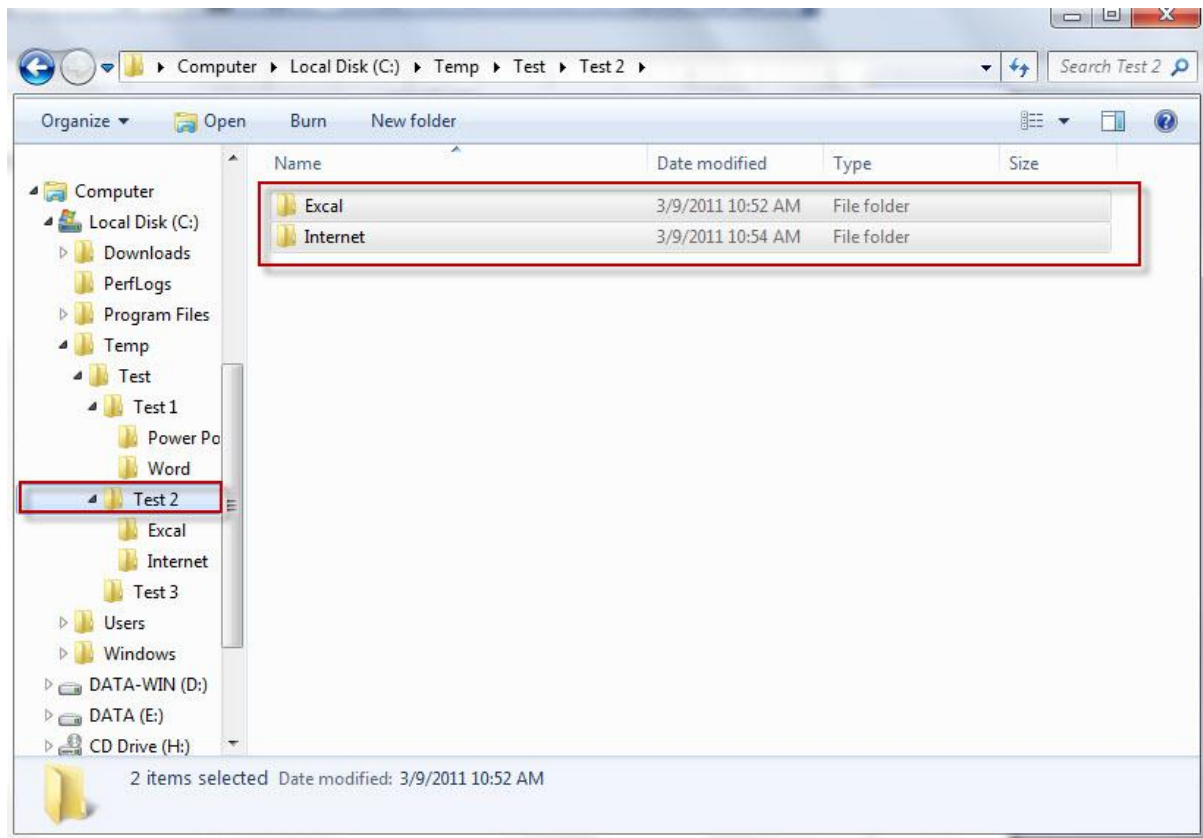 Computer ▸ Local Disk (C:) ▸ Temp ▸ Test ▸ Test 2 ▸
Search Test 2
Organize Open Burn New folder
Name Date modified Type Size
Computer
Local Disk (C:)
Downloads
PerfLogs
Program Files
Temp
Test
Test 1
Power Po
Word
Test 2
Excal
Internet
Test 3
Users
Windows
DATA-WIN (D:)
DATA (E:)
CD Drive (H:)
Excal 3/9/2011 10:52 AM File folder
Internet 3/9/2011 10:54 AM File folder
2 items selected Date modified: 3/9/2011 10:52 AM